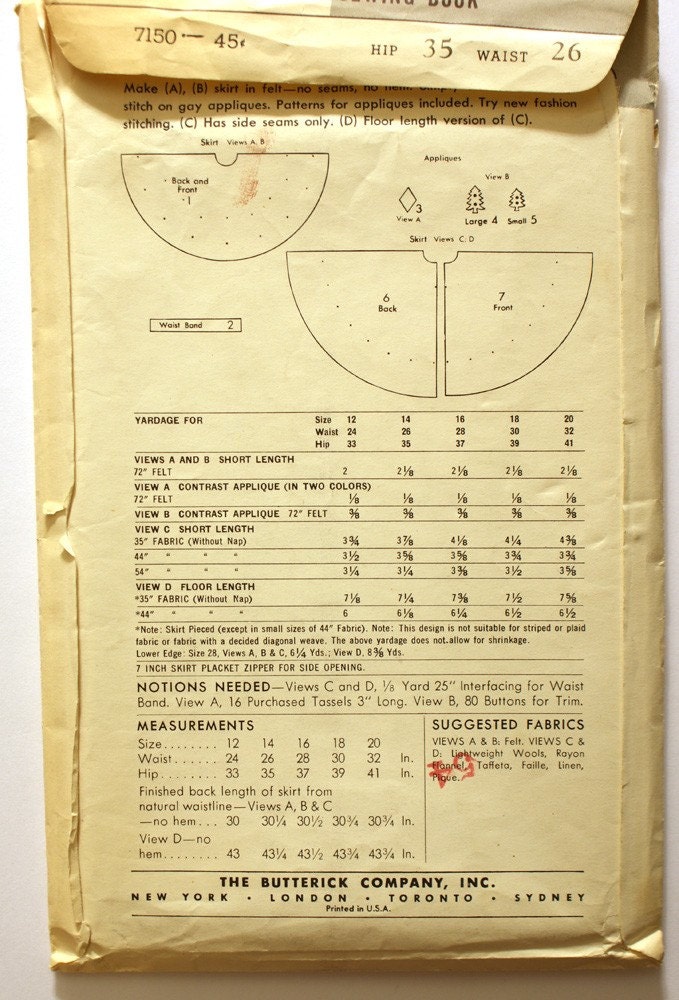 SEWING BOOK
7150 — 45¢ HIP 35 WAIST 26
Make (A), (B) skirt in felt—no seams, no hem.
stitch on gay appliques. Patterns for appliques included. Try new fashion
stitching. (C) Has side seams only. (D) Floor length version of (C).
Skirt Views A, B
Back and
Front
1
Appliques
View B
3
View A
Large 4 Small 5
Skirt Views C, D
6
Back
7
Front
Waist Band 2
YARDAGE FOR Size 12 14 16 18 20
Waist 24 26 28 30 32
Hip 33 35 37 39 41
VIEWS A AND B SHORT LENGTH
72" FELT 2 2⅛ 2⅛ 2⅛ 2⅛
VIEW A CONTRAST APPLIQUE (IN TWO COLORS)
72" FELT ⅛ ⅛ ⅛ ⅛ ⅛
VIEW B CONTRAST APPLIQUE 72" FELT ⅜ ⅜ ⅜ ⅜ ⅜
VIEW C SHORT LENGTH
35" FABRIC (Without Nap) 3¾ 3⅞ 4⅛ 4¼ 4⅜
44" " " " 3½ 3⅝ 3⅝ 3¾ 3¾
54" " " " 3¼ 3¼ 3⅜ 3½ 3⅝
VIEW D FLOOR LENGTH
*35" FABRIC (Without Nap) 7⅛ 7¼ 7⅜ 7½ 7⅝
*44" " " " 6 6⅛ 6¼ 6½ 6½
*Note: Skirt Pieced (except in small sizes of 44" Fabric). Note: This design is not suitable for striped or plaid
fabric or fabric with a decided diagonal weave. The above yardage does not allow for shrinkage.
Lower Edge: Size 28, Views A, B & C, 6¼ Yds.; View D, 8⅜ Yds.
7 INCH SKIRT PLACKET ZIPPER FOR SIDE OPENING.
NOTIONS NEEDED—Views C and D, ⅛ Yard 25" Interfacing for Waist
Band. View A, 16 Purchased Tassels 3" Long. View B, 80 Buttons for Trim.
MEASUREMENTS
Size........ 12 14 16 18 20
Waist...... 24 26 28 30 32 In.
Hip........ 33 35 37 39 41 In.
Finished back length of skirt from
natural waistline—Views A, B & C
—no hem... 30 30¼ 30½ 30¾ 30¾ In.
View D—no
hem........ 43 43¼ 43½ 43¾ 43¾ In.
SUGGESTED FABRICS
VIEWS A & B: Felt. VIEWS C &
D: Lightweight Wools, Rayon
Flannel, Taffeta, Faille, Linen,
Pique.
THE BUTTERICK COMPANY, INC.
NEW YORK • LONDON • TORONTO • SYDNEY
Printed in U.S.A.